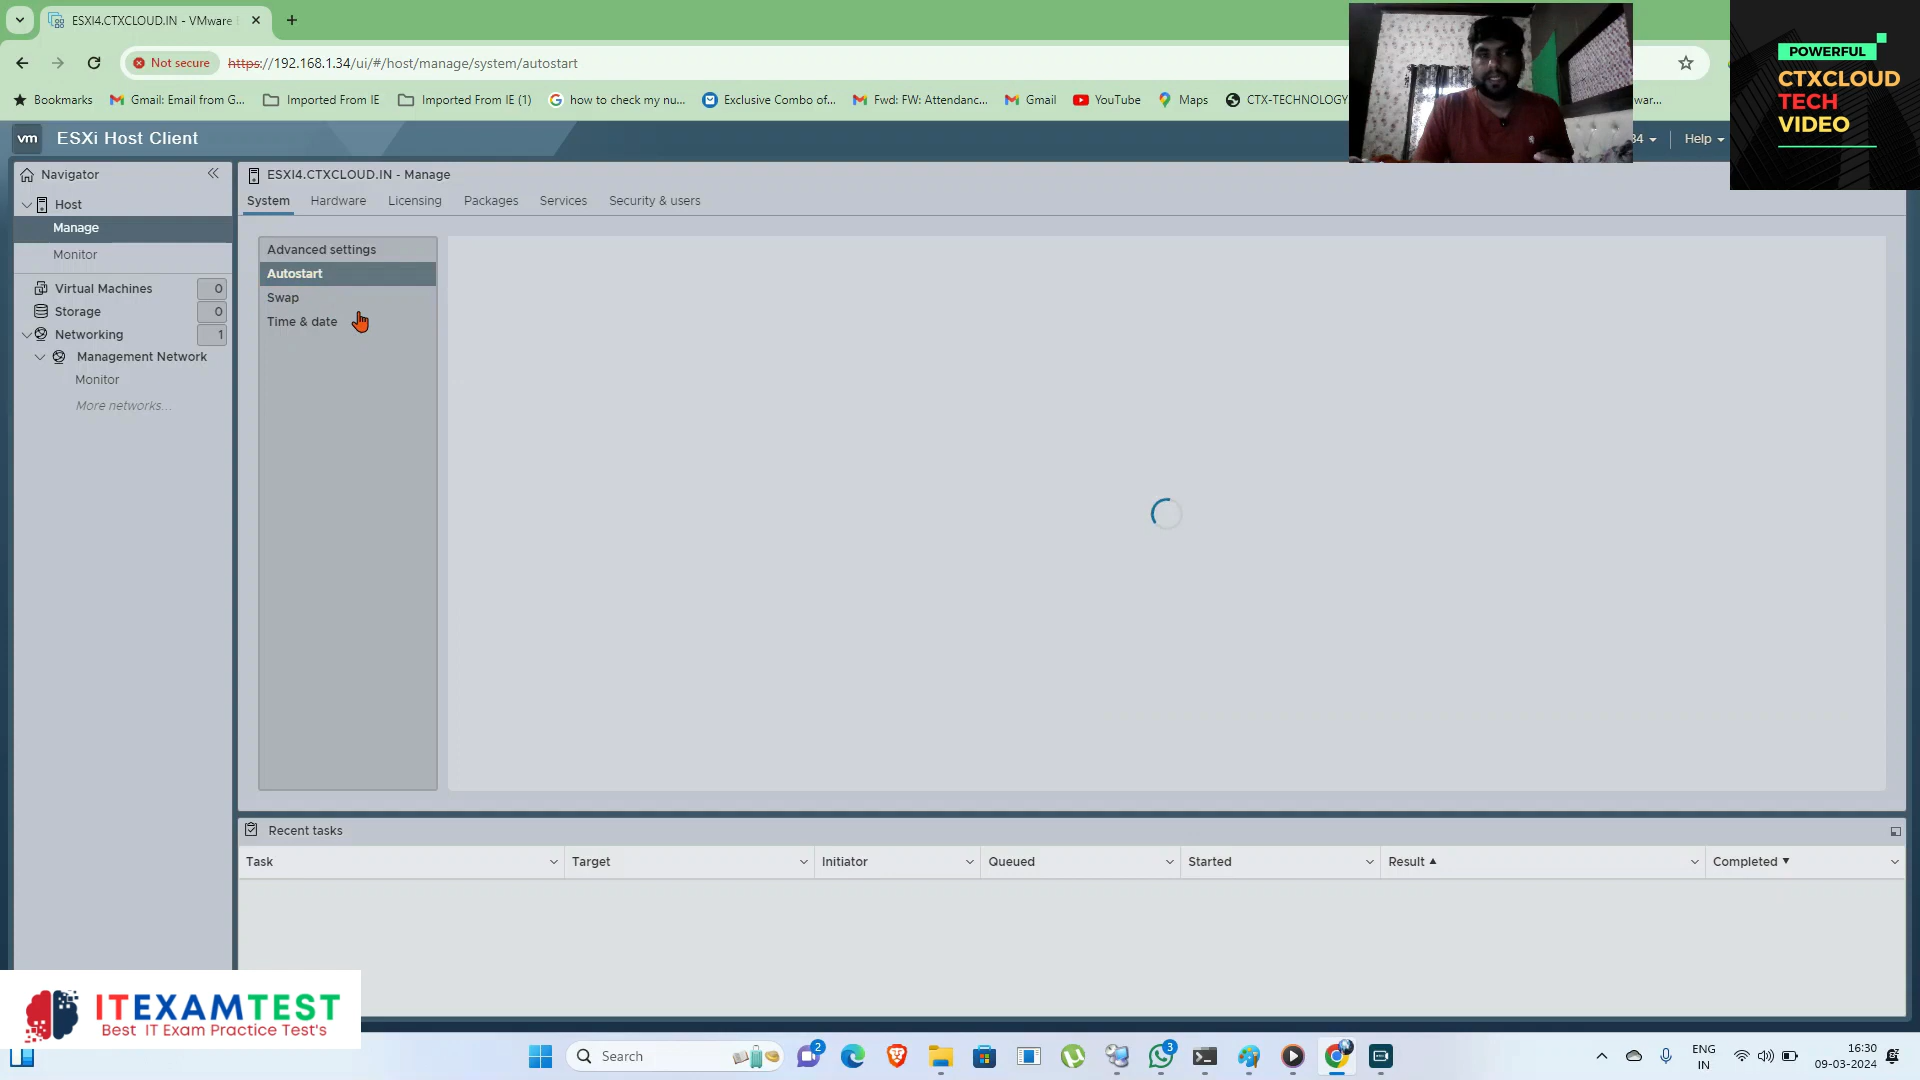 ESXI4.CTXCLOUD.IN - VMware
Not secure
https://192.168.1.34/ui/#/host/manage/system/autostart
Bookmarks
Gmail: Email from G...
Imported From IE
Imported From IE (1)
how to check my nu...
Exclusive Combo of...
Fwd: FW: Attendanc...
Gmail
YouTube
Maps
CTX-TECHNOLOGY
war...
POWERFUL
CTXCLOUD
TECH
VIDEO
vm
ESXi Host Client
34
Help
Navigator
Host
Manage
Monitor
Virtual Machines 0
Storage 0
Networking 1
Management Network
Monitor
More networks...
ESXI4.CTXCLOUD.IN - Manage
System
Hardware
Licensing
Packages
Services
Security & users
Advanced settings
Autostart
Swap
Time & date
Recent tasks
Task
Target
Initiator
Queued
Started
Result
Completed
ITEXAMTEST
Best IT Exam Practice Test's
Search
2
3
ENG
IN
16:30
09-03-2024